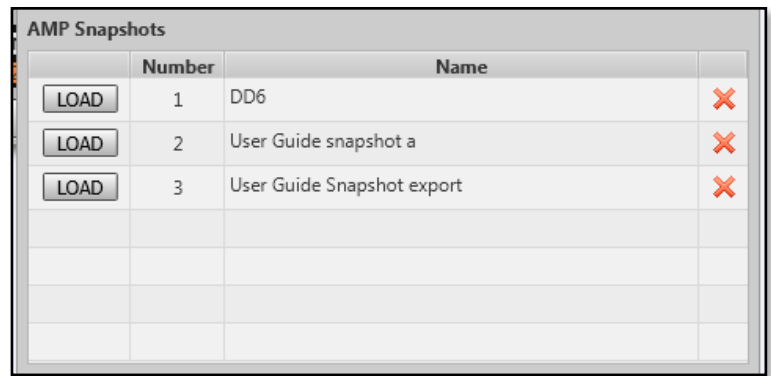 AMP Snapshots
Number Name
LOAD 1 DD6
LOAD 2 User Guide snapshot a
LOAD 3 User Guide Snapshot export